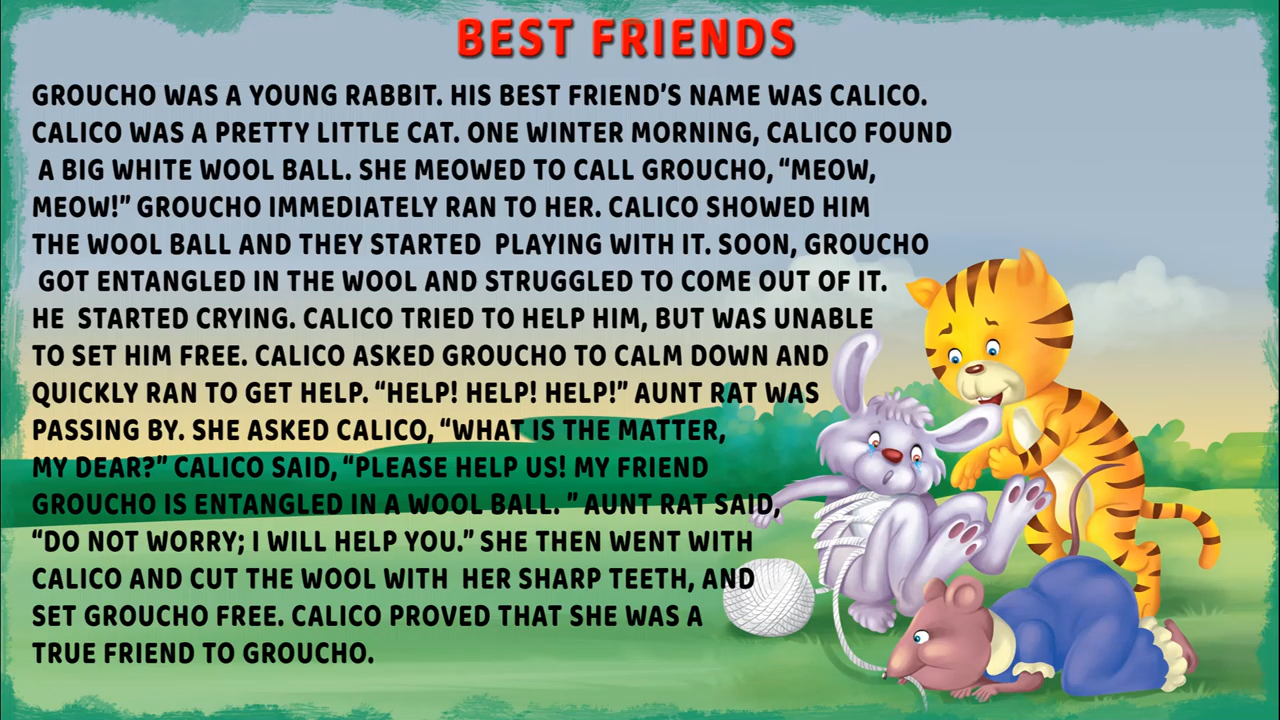 BEST FRIENDS
GROUCHO WAS A YOUNG RABBIT. HIS BEST FRIEND'S NAME WAS CALICO.
CALICO WAS A PRETTY LITTLE CAT. ONE WINTER MORNING, CALICO FOUND
A BIG WHITE WOOL BALL. SHE MEOWED TO CALL GROUCHO, “MEOW,
MEOW!” GROUCHO IMMEDIATELY RAN TO HER. CALICO SHOWED HIM
THE WOOL BALL AND THEY STARTED PLAYING WITH IT. SOON, GROUCHO
GOT ENTANGLED IN THE WOOL AND STRUGGLED TO COME OUT OF IT.
HE STARTED CRYING. CALICO TRIED TO HELP HIM, BUT WAS UNABLE
TO SET HIM FREE. CALICO ASKED GROUCHO TO CALM DOWN AND
QUICKLY RAN TO GET HELP. “HELP! HELP! HELP!” AUNT RAT WAS
PASSING BY. SHE ASKED CALICO, “WHAT IS THE MATTER,
MY DEAR?” CALICO SAID, “PLEASE HELP US! MY FRIEND
GROUCHO IS ENTANGLED IN A WOOL BALL. ” AUNT RAT SAID,
“DO NOT WORRY; I WILL HELP YOU.” SHE THEN WENT WITH
CALICO AND CUT THE WOOL WITH HER SHARP TEETH, AND
SET GROUCHO FREE. CALICO PROVED THAT SHE WAS A
TRUE FRIEND TO GROUCHO.